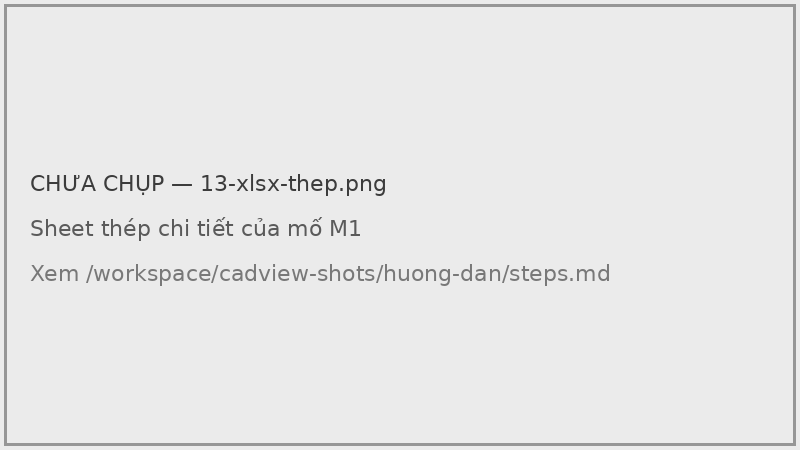 CHƯA CHỤP — 13-xlsx-thep.png
Sheet thép chi tiết của mố M1
Xem /workspace/cadview-shots/huong-dan/steps.md